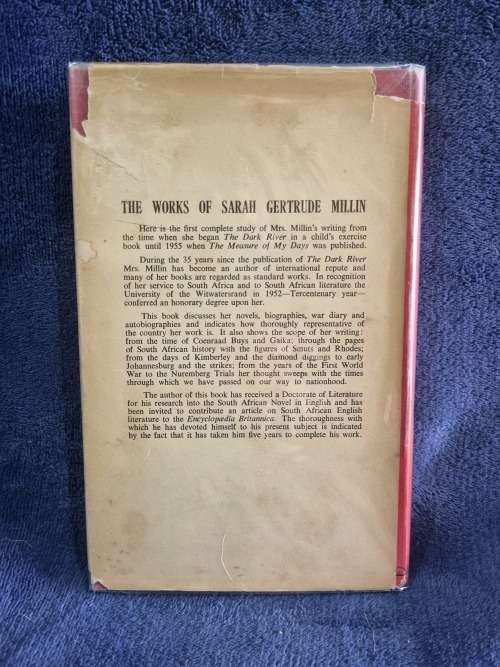 THE WORKS OF SARAH GERTRUDE MILLIN
Here is the first complete study of Mrs. Millin's writing from
the time when she began The Dark River in a child's exercise
book until 1955 when The Measure of My Days was published.
During the 35 years since the publication of The Dark River
Mrs. Millin has become an author of international repute and
many of her books are regarded as standard works. In recognition
of her service to South Africa and to South African literature the
University of the Witwatersrand in 1952—Tercentenary year—
conferred an honorary degree upon her.
This book discusses her novels, biographies, war diary and
autobiographies and indicates how thoroughly representative of
the country her work is. It also shows the scope of her writing:
from the time of Coenraad Buys and Gaika; through the pages
of South African history with the figures of Smuts and Rhodes;
from the days of Kimberley and the diamond diggings to early
Johannesburg and the strikes; from the years of the First World
War to the Nuremberg Trials her thought sweeps with the times
through which we have passed on our way to nationhood.
The author of this book has received a Doctorate of Literature
for his research into the South African Novel in English and has
been invited to contribute an article on South African English
literature to the Encyclopædia Britannica. The thoroughness with
which he has devoted himself to his present subject is indicated
by the fact that it has taken him five years to complete his work.